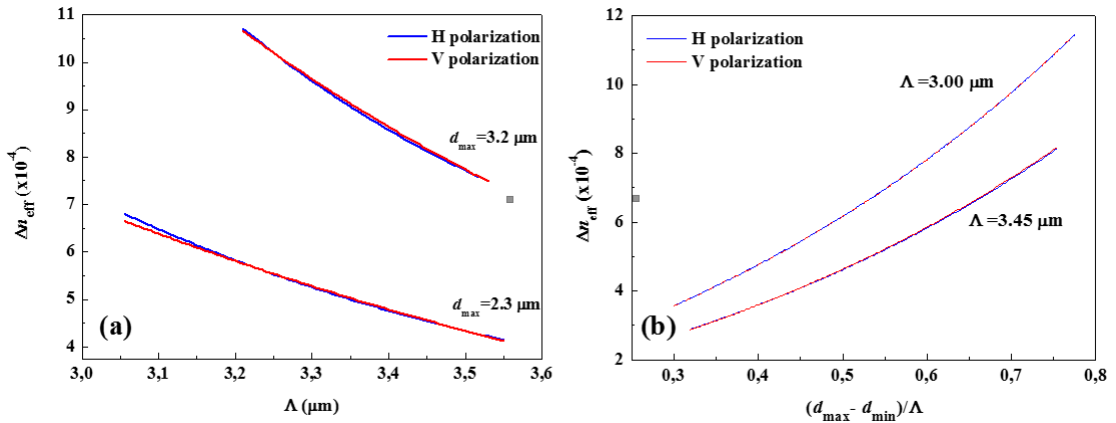 11
10
9
8
7
6
5
4
Δn_eff (x10⁻⁴)
H polarization
V polarization
d_max=3.2 μm
d_max=2.3 μm
(a)
3,0 3,1 3,2 3,3 3,4 3,5 3,6
Λ (μm)
12
10
8
6
4
2
Δn_eff (x10⁻⁴)
H polarization
V polarization
Λ =3.00 μm
Λ =3.45 μm
(b)
0,3 0,4 0,5 0,6 0,7 0,8
(d_max- d_min)/Λ